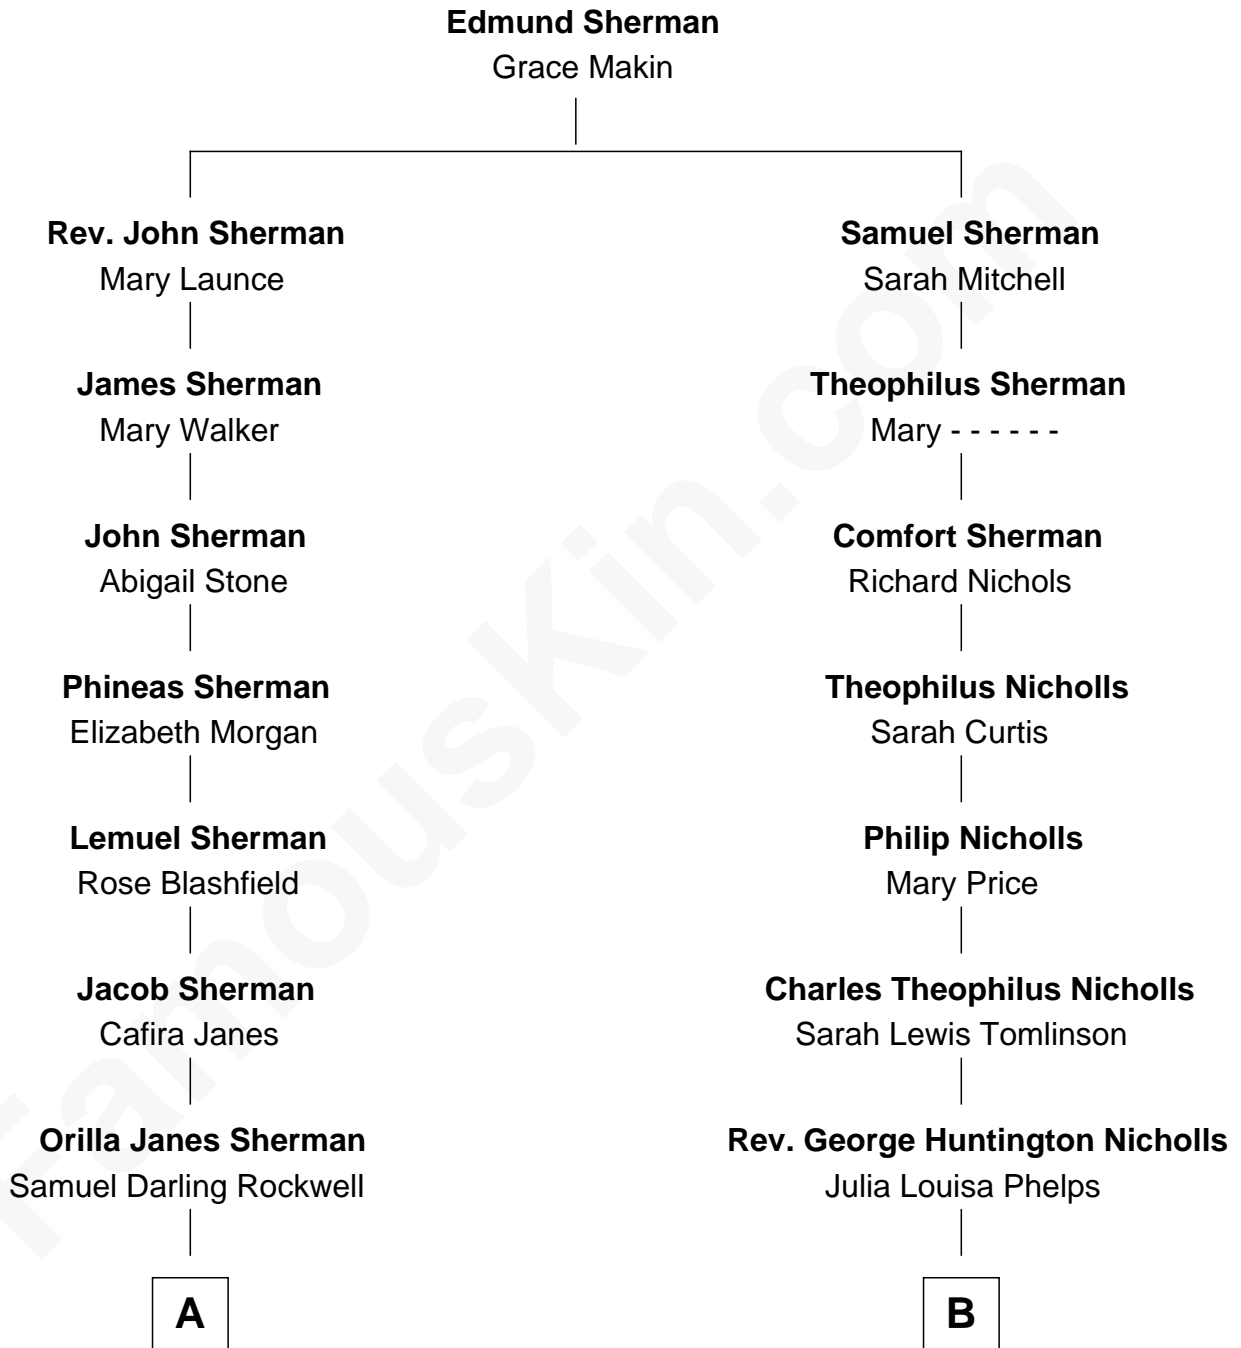 Edmund Sherman
Grace Makin
Rev. John Sherman
Mary Launce
Samuel Sherman
Sarah Mitchell
James Sherman
Mary Walker
Theophilus Sherman
Mary - - - - - -
John Sherman
Abigail Stone
Comfort Sherman
Richard Nichols
Phineas Sherman
Elizabeth Morgan
Theophilus Nicholls
Sarah Curtis
Lemuel Sherman
Rose Blashfield
Philip Nicholls
Mary Price
Jacob Sherman
Cafira Janes
Charles Theophilus Nicholls
Sarah Lewis Tomlinson
Orilla Janes Sherman
Samuel Darling Rockwell
Rev. George Huntington Nicholls
Julia Louisa Phelps
A
B
FamousKin.com